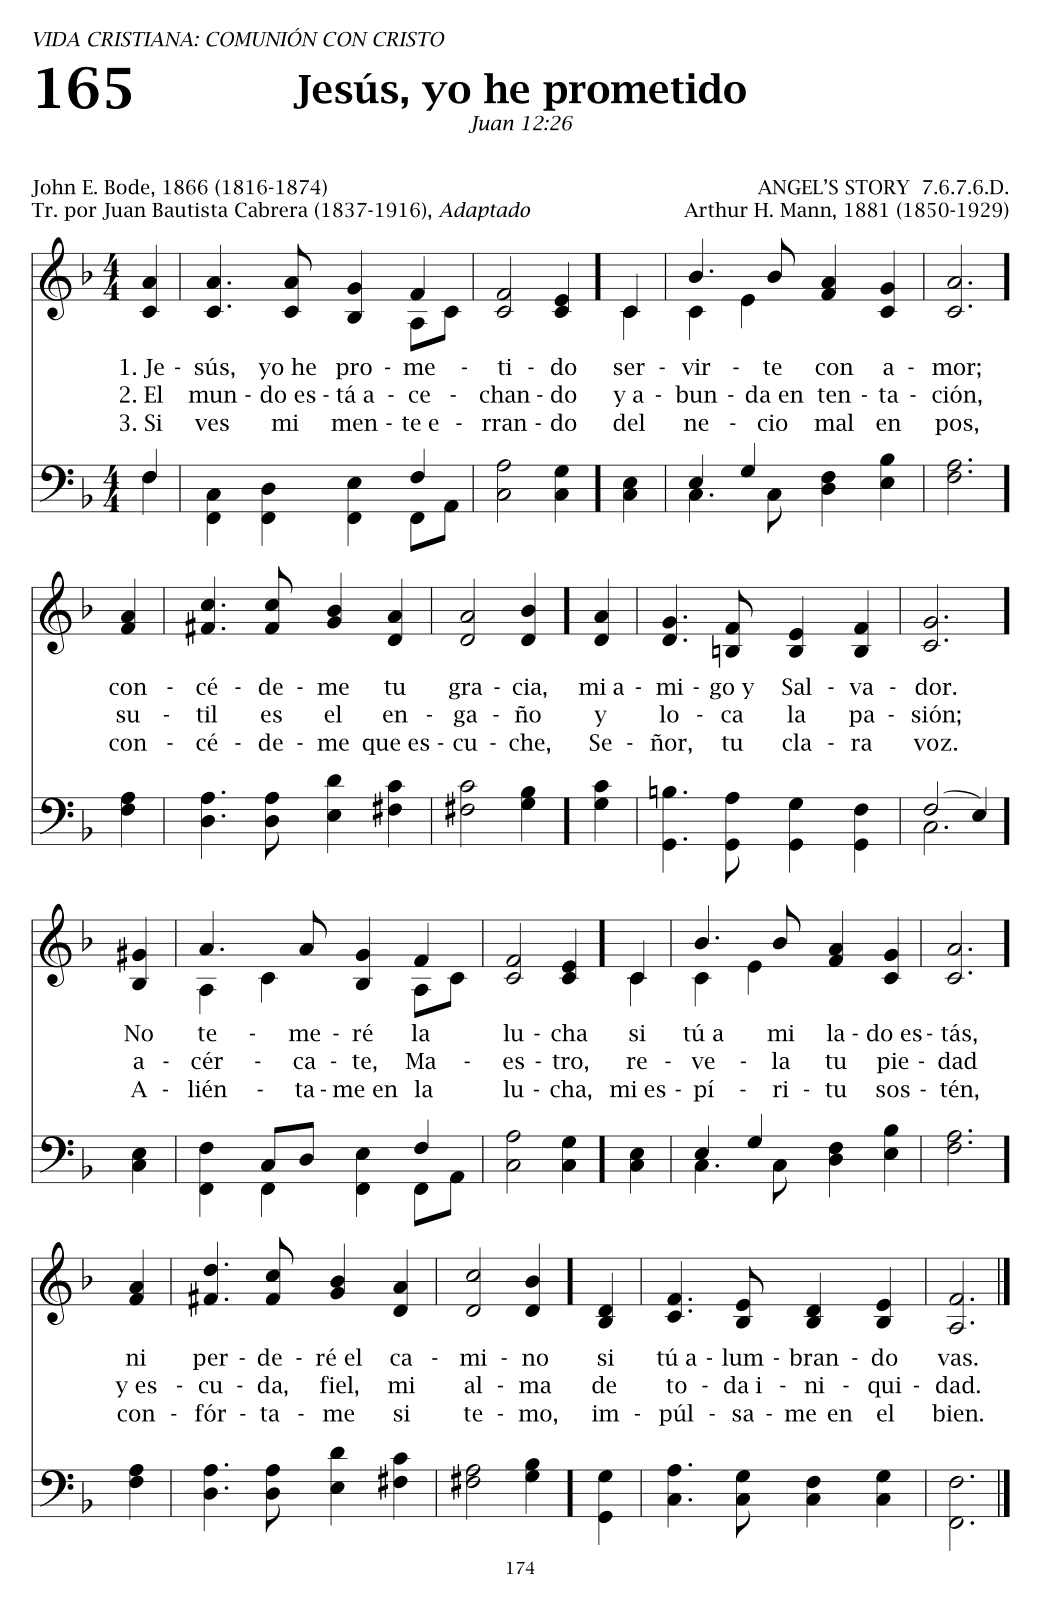 VIDA CRISTIANA: COMUNIÓN CON CRISTO
165 Jesús, yo he prometido
Juan 12:26
John E. Bode, 1866 (1816-1874) ANGEL'S STORY 7.6.7.6.D.
Tr. por Juan Bautista Cabrera (1837-1916), Adaptado Arthur H. Mann, 1881 (1850-1929)
1. Je - sús, yo he pro - me - ti - do ser - vir - te con a - mor;
2. El mun - do es - tá a - ce - chan - do y a - bun - da en ten - ta - ción,
3. Si ves mi men - te e - rran - do del ne - cio mal en pos,
con - cé - de - me tu gra - cia, mi a - mi - go y Sal - va - dor.
su - til es el en - ga - ño y lo - ca la pa - sión;
con - cé - de - me que es - cu - che, Se - ñor, tu cla - ra voz.
No te - me - ré la lu - cha si tú a mi la - do es - tás,
a - cér - ca - te, Ma - es - tro, re - ve - la tu pie - dad
A - lién - ta - me en la lu - cha, mi es - pí - ri - tu sos - tén,
ni per - de - ré el ca - mi - no si tú a - lum - bran - do vas.
y es - cu - da, fiel, mi al - ma de to - da i - ni - qui - dad.
con - fór - ta - me si te - mo, im - púl - sa - me en el bien.
174